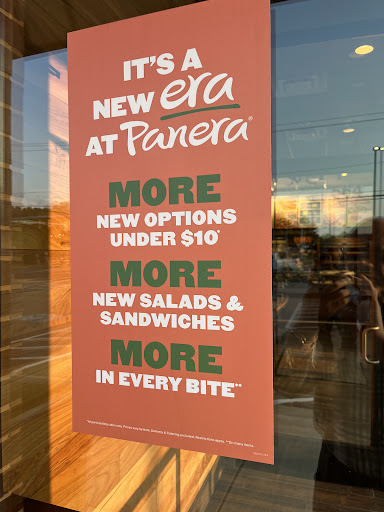 IT'S A
NEW era
AT Panera®
MORE
NEW OPTIONS
UNDER $10*
MORE
NEW SALADS &
SANDWICHES
MORE
IN EVERY BITE**